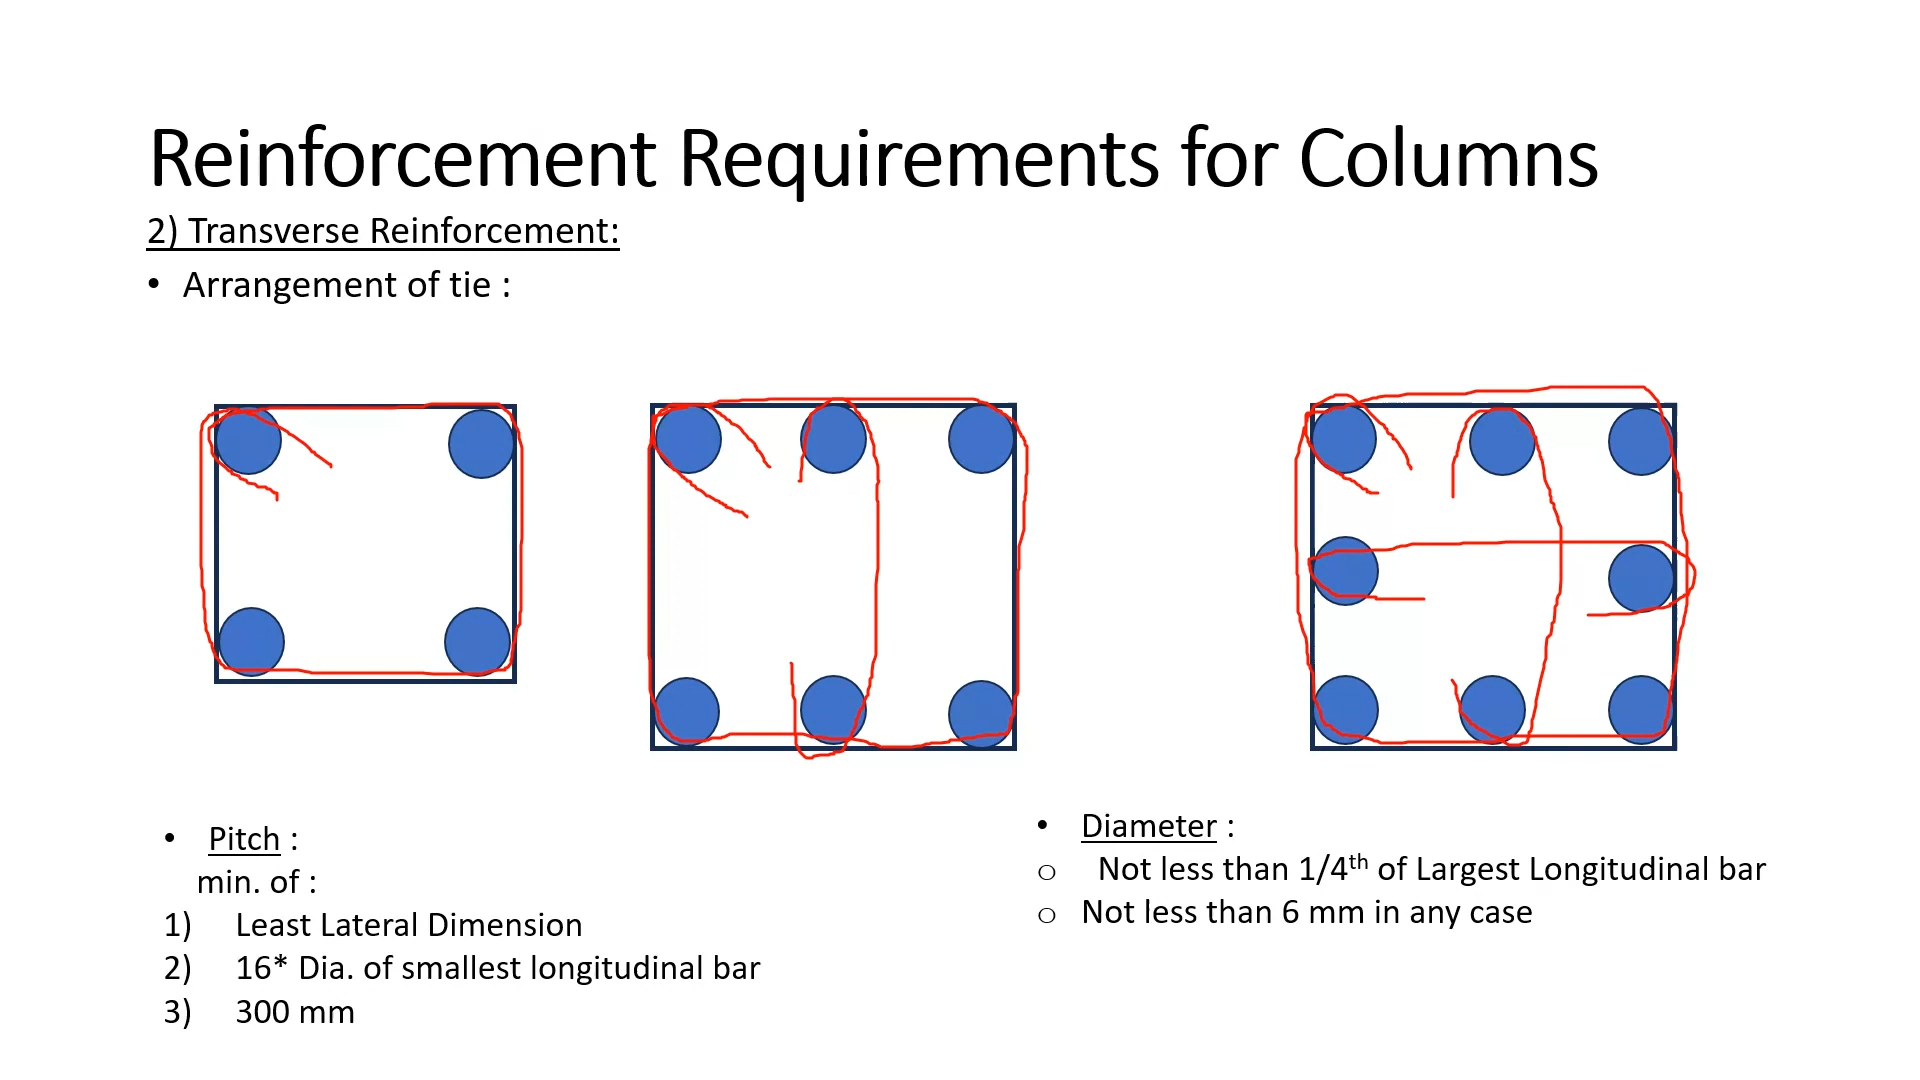 Reinforcement Requirements for Columns
2) Transverse Reinforcement:
• Arrangement of tie :
• Pitch :
min. of :
1) Least Lateral Dimension
2) 16* Dia. of smallest longitudinal bar
3) 300 mm
• Diameter :
o Not less than 1/4th of Largest Longitudinal bar
o Not less than 6 mm in any case